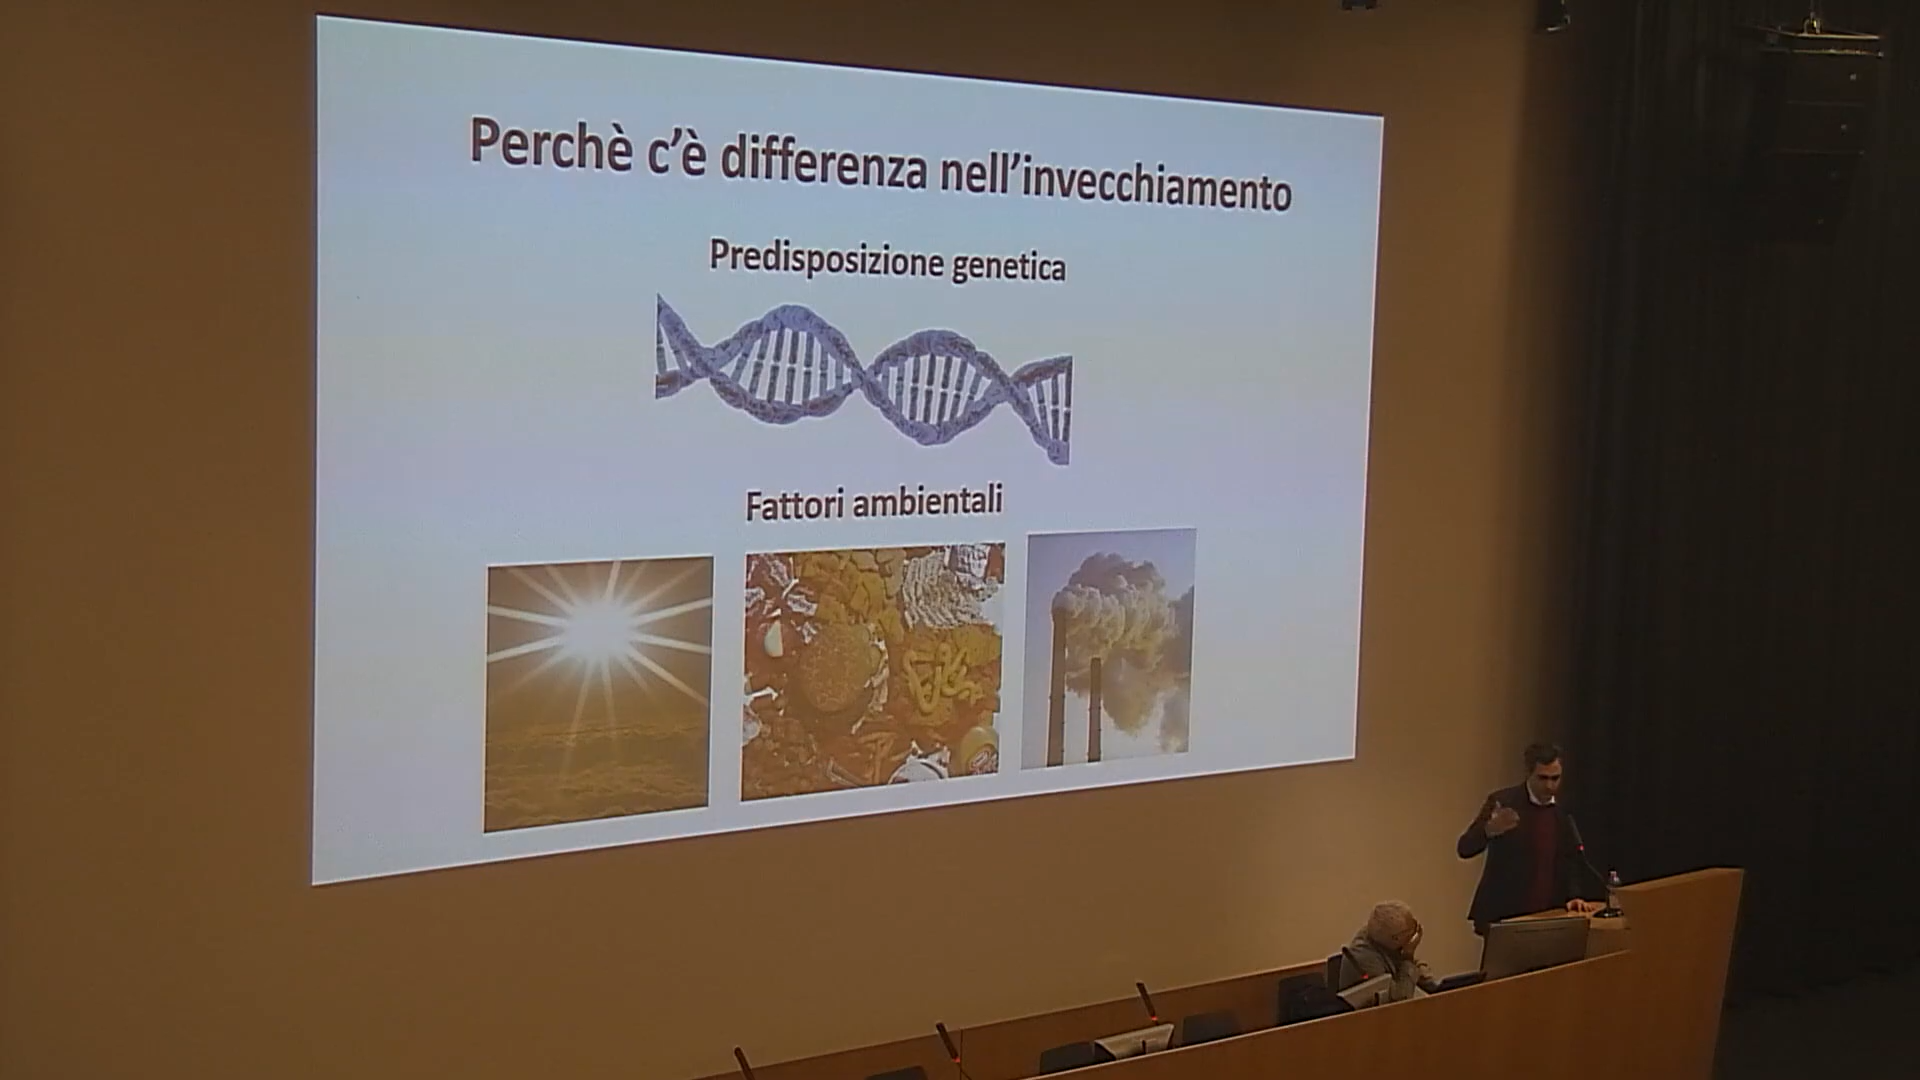 Perchè c'è differenza nell'invecchiamento
Predisposizione genetica
Fattori ambientali